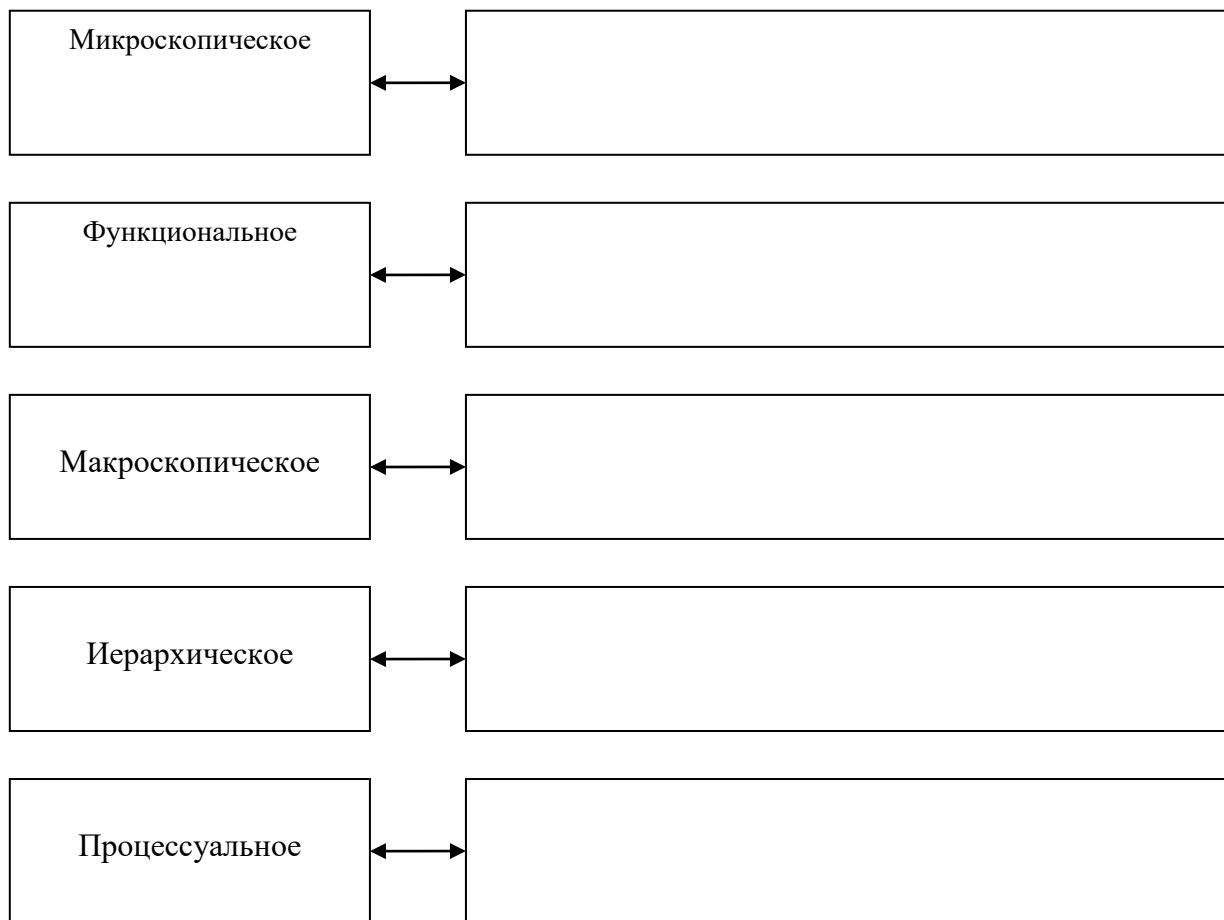 Микроскопическое
Функциональное
Макроскопическое
Иерархическое
Процессуальное